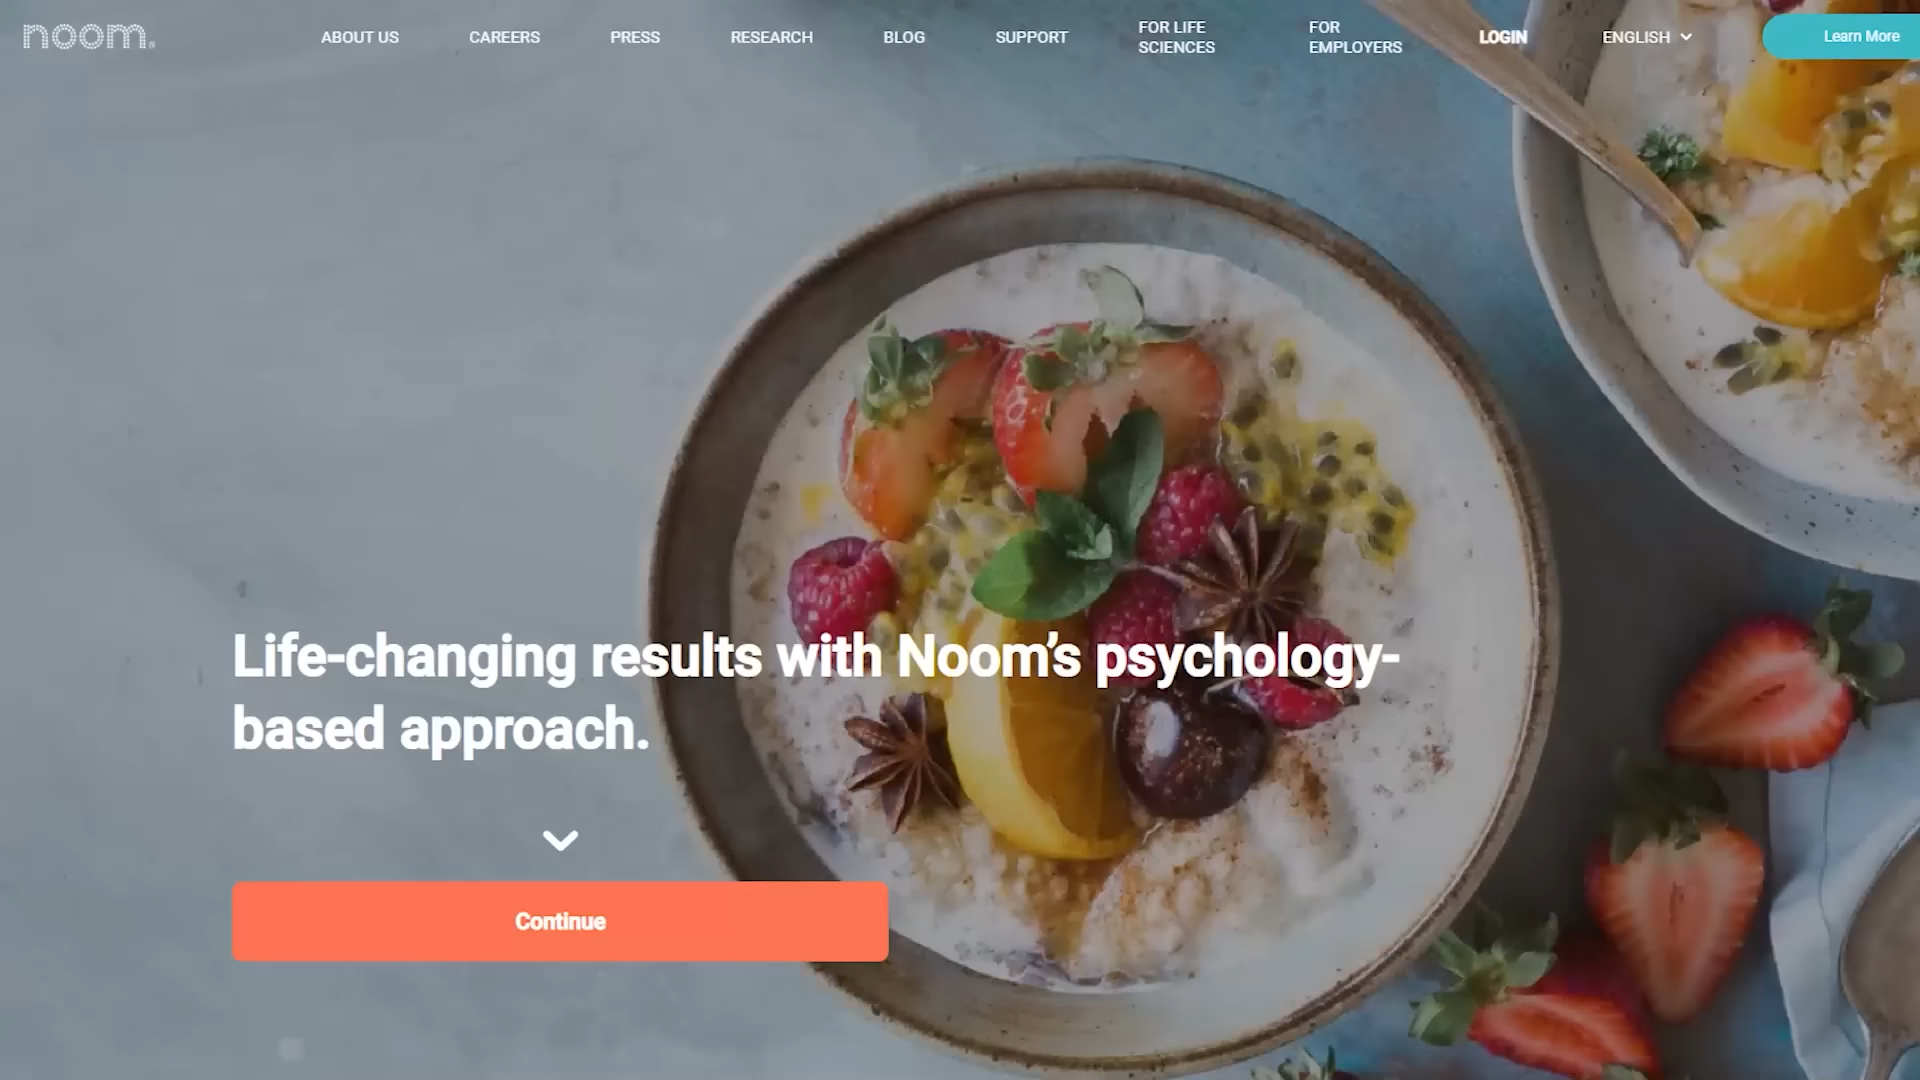 noom
ABOUT US
CAREERS
PRESS
RESEARCH
BLOG
SUPPORT
FOR LIFE
SCIENCES
FOR
EMPLOYERS
LOGIN
ENGLISH
Learn More
Life-changing results with Noom’s psychology-
based approach.
Continue